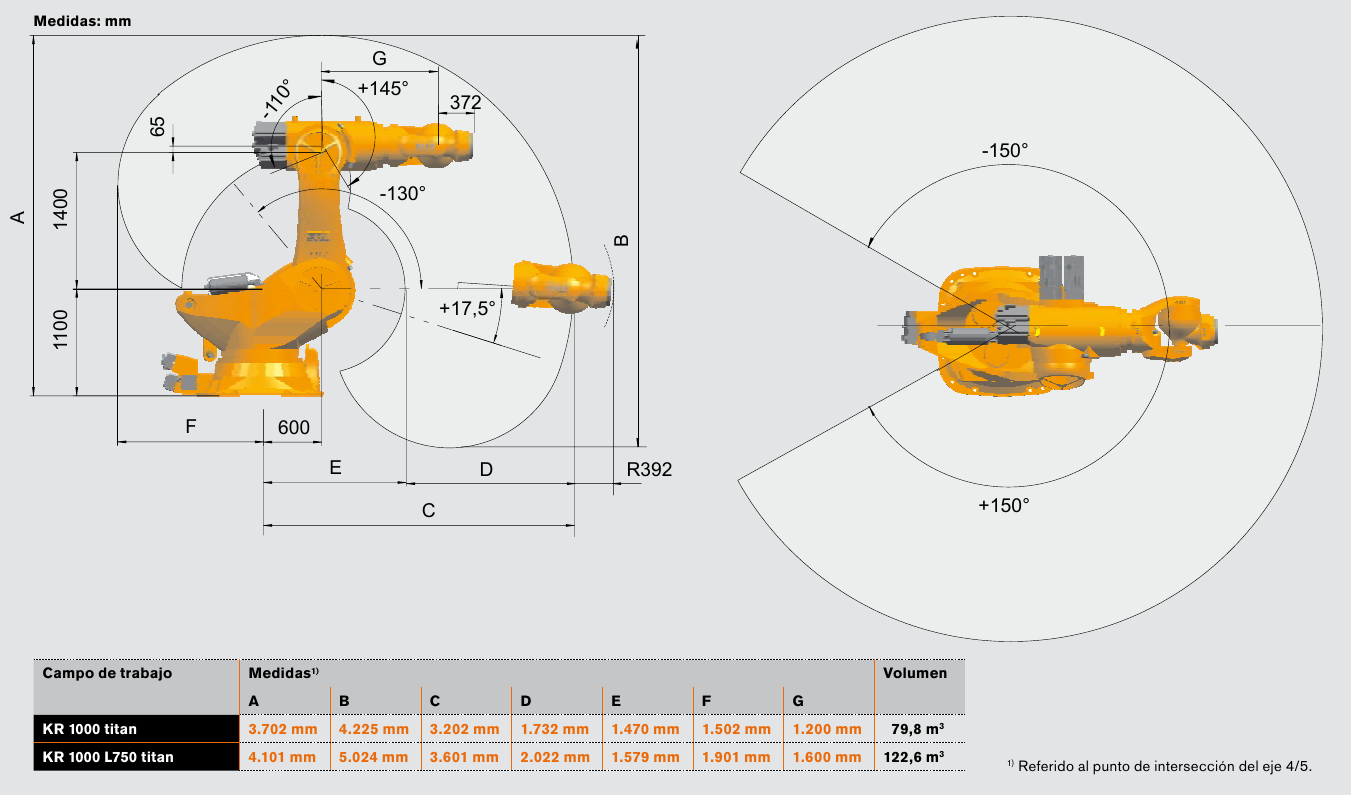 Medidas: mm
G
+145°
-110°
372
65
-130°
1400
A
B
+17,5°
1100
F
600
E
D
R392
C
-150°
+150°
Campo de trabajo Medidas¹⁾ Volumen
A B C D E F G
KR 1000 titan 3.702 mm 4.225 mm 3.202 mm 1.732 mm 1.470 mm 1.502 mm 1.200 mm 79,8 m³
KR 1000 L750 titan 4.101 mm 5.024 mm 3.601 mm 2.022 mm 1.579 mm 1.901 mm 1.600 mm 122,6 m³
¹⁾ Referido al punto de intersección del eje 4/5.